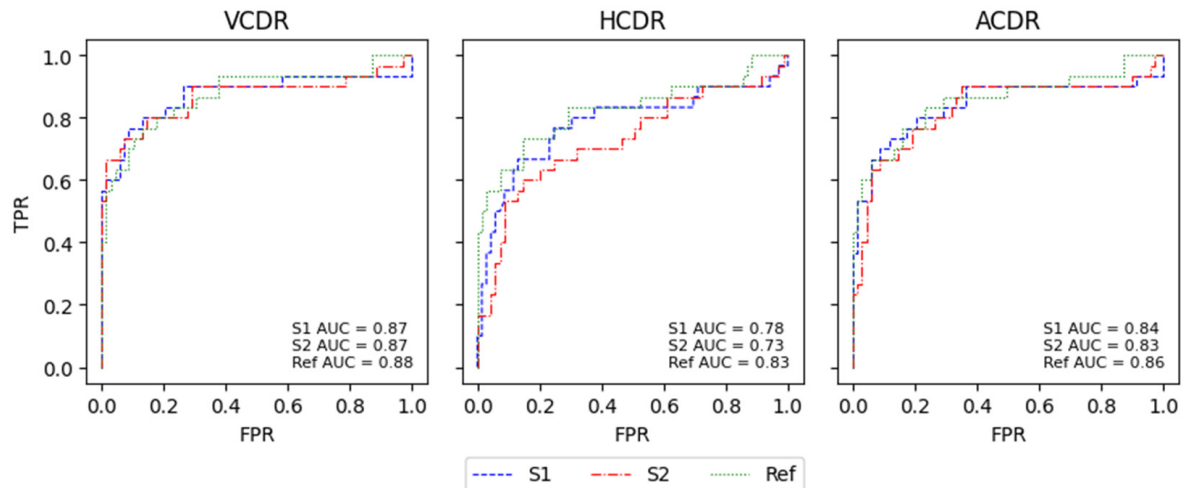 VCDR
HCDR
ACDR
TPR
1.0
0.8
0.6
0.4
0.2
0.0
S1 AUC = 0.87
S2 AUC = 0.87
Ref AUC = 0.88
S1 AUC = 0.78
S2 AUC = 0.73
Ref AUC = 0.83
S1 AUC = 0.84
S2 AUC = 0.83
Ref AUC = 0.86
0.0 0.2 0.4 0.6 0.8 1.0
0.0 0.2 0.4 0.6 0.8 1.0
0.0 0.2 0.4 0.6 0.8 1.0
FPR
FPR
FPR
S1 S2 Ref